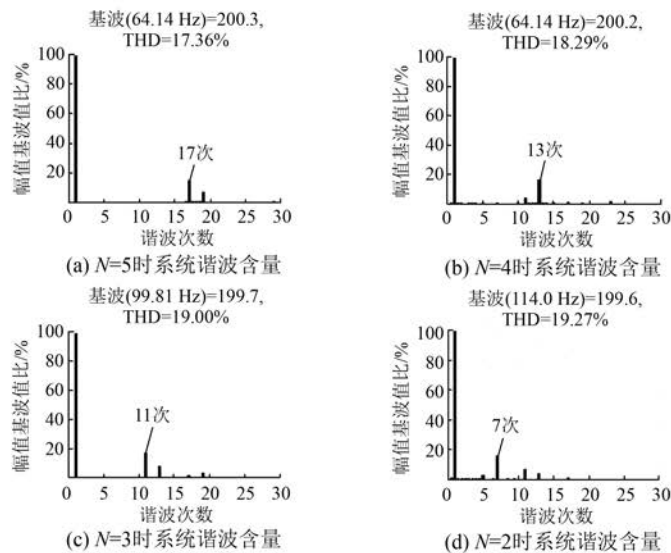 基波(64.14 Hz)=200.3,
THD=17.36%
幅值基波值比/%
100
80
60
40
20
17次
0 5 10 15 20 25 30
谐波次数
(a) N=5时系统谐波含量
基波(64.14 Hz)=200.2,
THD=18.29%
幅值基波值比/%
100
80
60
40
20
13次
0 5 10 15 20 25 30
谐波次数
(b) N=4时系统谐波含量
基波(99.81 Hz)=199.7,
THD=19.00%
幅值基波值比/%
100
80
60
40
20
11次
0 5 10 15 20 25 30
谐波次数
(c) N=3时系统谐波含量
基波(114.0 Hz)=199.6,
THD=19.27%
幅值基波值比/%
100
80
60
40
20
7次
0 5 10 15 20 25 30
谐波次数
(d) N=2时系统谐波含量